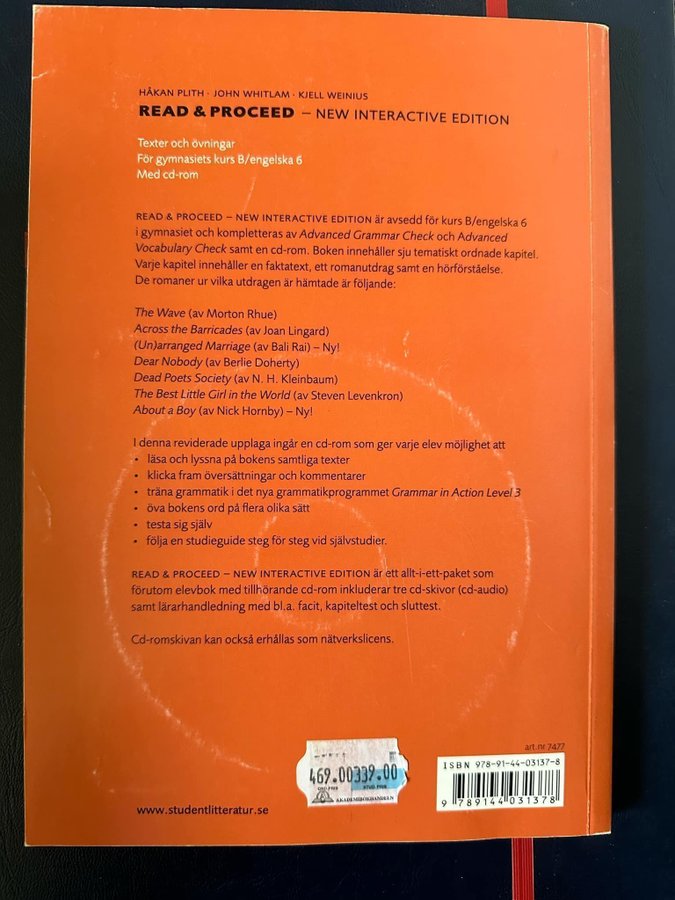 HÅKAN PLITH · JOHN WHITLAM · KJELL WEINIUS
READ & PROCEED – NEW INTERACTIVE EDITION
Texter och övningar
För gymnasiets kurs B/engelska 6
Med cd-rom
READ & PROCEED – NEW INTERACTIVE EDITION är avsedd för kurs B/engelska 6
i gymnasiet och kompletteras av Advanced Grammar Check och Advanced
Vocabulary Check samt en cd-rom. Boken innehåller sju tematiskt ordnade kapitel.
Varje kapitel innehåller en faktatext, ett romanutdrag samt en hörförståelse.
De romaner ur vilka utdragen är hämtade är följande:
The Wave (av Morton Rhue)
Across the Barricades (av Joan Lingard)
(Un)arranged Marriage (av Bali Rai) – Ny!
Dear Nobody (av Berlie Doherty)
Dead Poets Society (av N. H. Kleinbaum)
The Best Little Girl in the World (av Steven Levenkron)
About a Boy (av Nick Hornby) – Ny!
I denna reviderade upplaga ingår en cd-rom som ger varje elev möjlighet att
• läsa och lyssna på bokens samtliga texter
• klicka fram översättningar och kommentarer
• träna grammatik i det nya grammatikprogrammet Grammar in Action Level 3
• öva bokens ord på flera olika sätt
• testa sig själv
• följa en studieguide steg för steg vid självstudier.
READ & PROCEED – NEW INTERACTIVE EDITION är ett allt-i-ett-paket som
förutom elevbok med tillhörande cd-rom inkluderar tre cd-skivor (cd-audio)
samt lärarhandledning med bl.a. facit, kapiteltest och sluttest.
Cd-romskivan kan också erhållas som nätverkslicens.
art.nr 7477
ISBN 978-91-44-03137-8
9 789144 031378
469.00 339.00
ORD.PRIS STUD.PRIS
AKADEMIBOKHANDELN
www.studentlitteratur.se